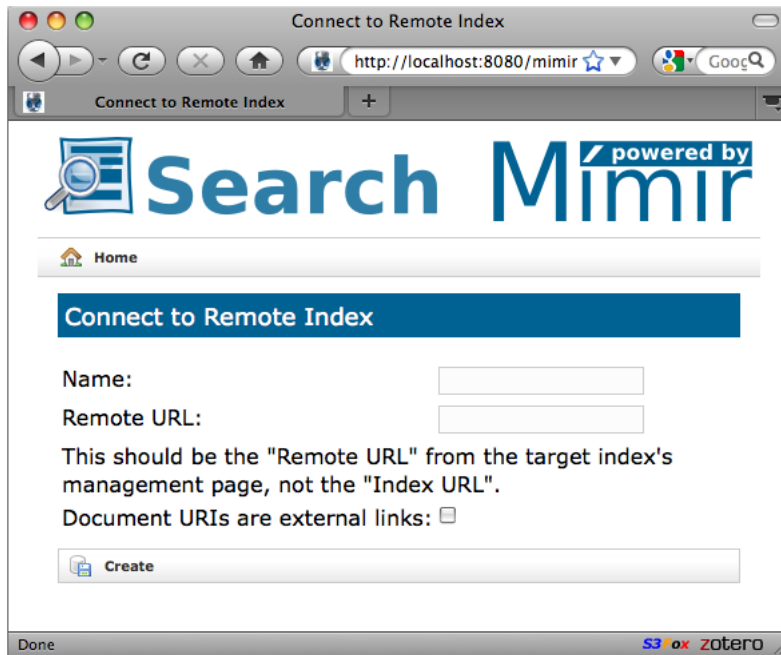 Connect to Remote Index
http://localhost:8080/mimir
Goog
Connect to Remote Index
+
Search
powered by
Mimir
Home
Connect to Remote Index
Name:
Remote URL:
This should be the "Remote URL" from the target index's
management page, not the "Index URL".
Document URIs are external links:
Create
Done
S3Fox zotero